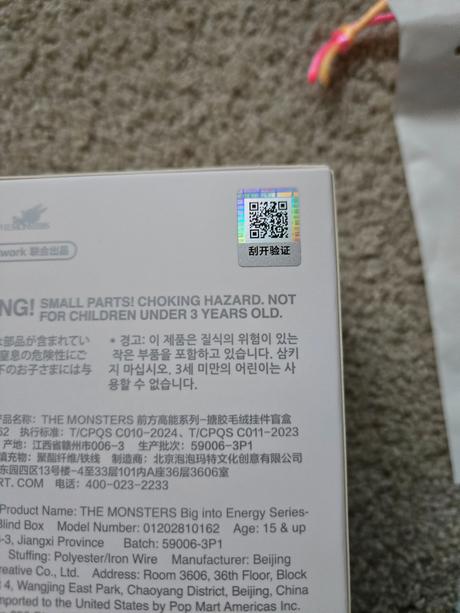 刮开验证
twork 联合出品
NG! SMALL PARTS! CHOKING HAZARD. NOT
FOR CHILDREN UNDER 3 YEARS OLD.
部品が含まれてい
窒息の危険性にご
下のお子さまには与
* 경고: 이 제품은 질식의 위험이 있는
작은 부품을 포함하고 있습니다. 삼키
지 마십시오. 3세 미만의 어린이는 사
용할 수 없습니다.
产品名称: THE MONSTERS 前方高能系列-搪胶毛绒挂件盲盒
62 执行标准: T/CPQS C010-2024、T/CPQS C011-2023
产地: 江西省赣州市006-3 生产批次: 59006-3P1
填充物: 聚酯纤维/铁线 制造商: 北京泡泡玛特文化创意有限公司
东园四区13号楼-4至33层101内A座36层3606室
RT.COM 电话: 400-023-2233
Product Name: THE MONSTERS Big into Energy Series-
Blind Box Model Number: 01202810162 Age: 15 & up
-3, Jiangxi Province Batch: 59006-3P1
Stuffing: Polyester/Iron Wire Manufacturer: Beijing
reative Co., Ltd. Address: Room 3606, 36th Floor, Block
4, Wangjing East Park, Chaoyang District, Beijing, China
mported to the United States by Pop Mart Americas Inc.